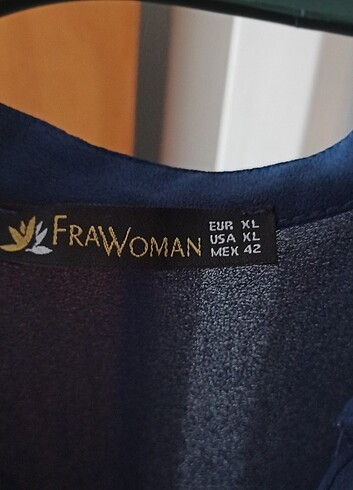 FRAWOMAN
EUR XL
USA XL
MEX 42